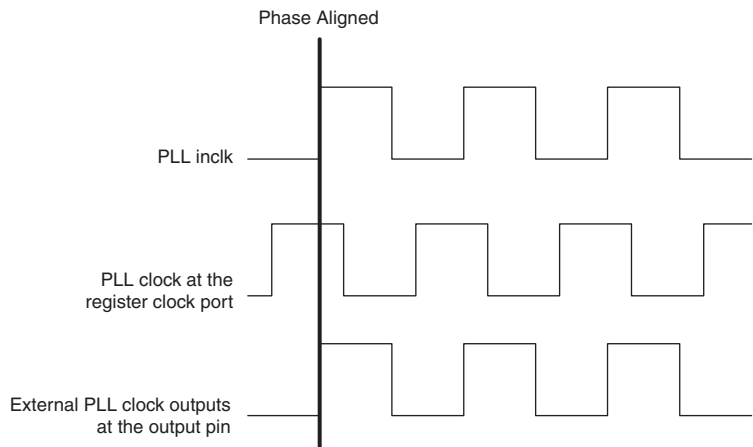 Phase Aligned
PLL inclk
PLL clock at the
register clock port
External PLL clock outputs
at the output pin